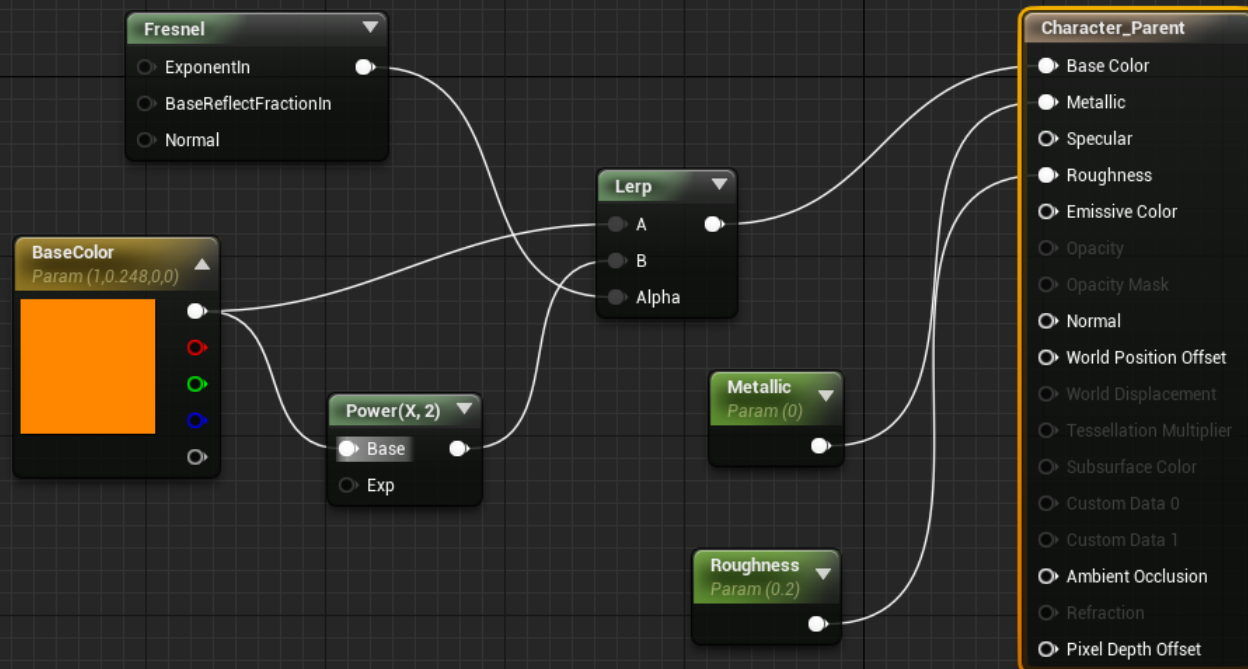 Fresnel
ExponentIn
BaseReflectFractionIn
Normal
BaseColor
Param (1,0.248,0,0)
Power(X, 2)
Base
Exp
Lerp
A
B
Alpha
Metallic
Param (0)
Roughness
Param (0.2)
Character_Parent
Base Color
Metallic
Specular
Roughness
Emissive Color
Opacity
Opacity Mask
Normal
World Position Offset
World Displacement
Tessellation Multiplier
Subsurface Color
Custom Data 0
Custom Data 1
Ambient Occlusion
Refraction
Pixel Depth Offset